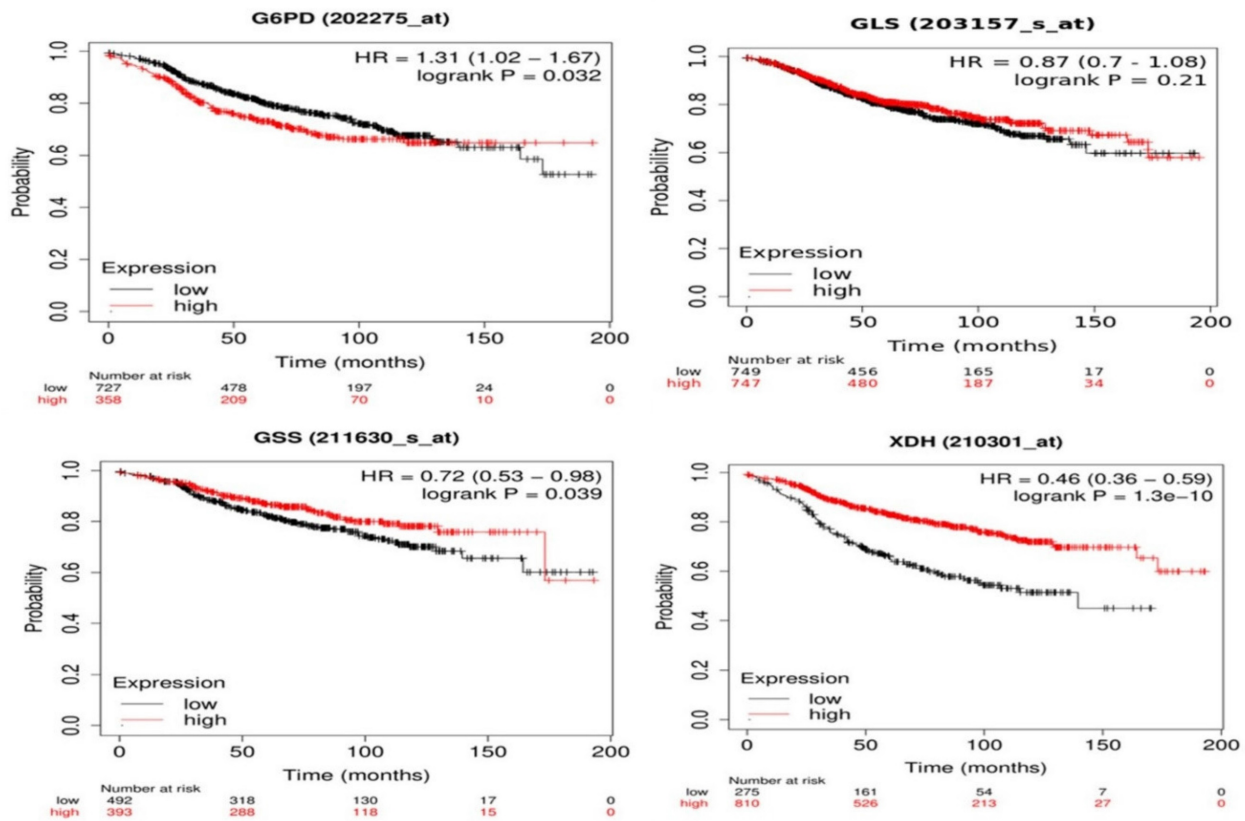 G6PD (202275_at)
HR = 1.31 (1.02 – 1.67)
logrank P = 0.032
Probability
1.0
0.8
0.6
0.4
0.2
0.0
Expression
low
high
0 50 100 150 200
Time (months)
Number at risk
low 727 478 197 24 0
high 358 209 70 10 0
GLS (203157_s_at)
HR = 0.87 (0.7 - 1.08)
logrank P = 0.21
Probability
1.0
0.8
0.6
0.4
0.2
0.0
Expression
low
high
0 50 100 150 200
Time (months)
Number at risk
low 749 456 165 17 0
high 747 480 187 34 0
GSS (211630_s_at)
HR = 0.72 (0.53 – 0.98)
logrank P = 0.039
Probability
1.0
0.8
0.6
0.4
0.2
0.0
Expression
low
high
0 50 100 150 200
Time (months)
Number at risk
low 492 318 130 17 0
high 393 288 118 15 0
XDH (210301_at)
HR = 0.46 (0.36 – 0.59)
logrank P = 1.3e–10
Probability
1.0
0.8
0.6
0.4
0.2
0.0
Expression
low
high
0 50 100 150 200
Time (months)
Number at risk
low 275 161 54 7 0
high 810 526 213 27 0